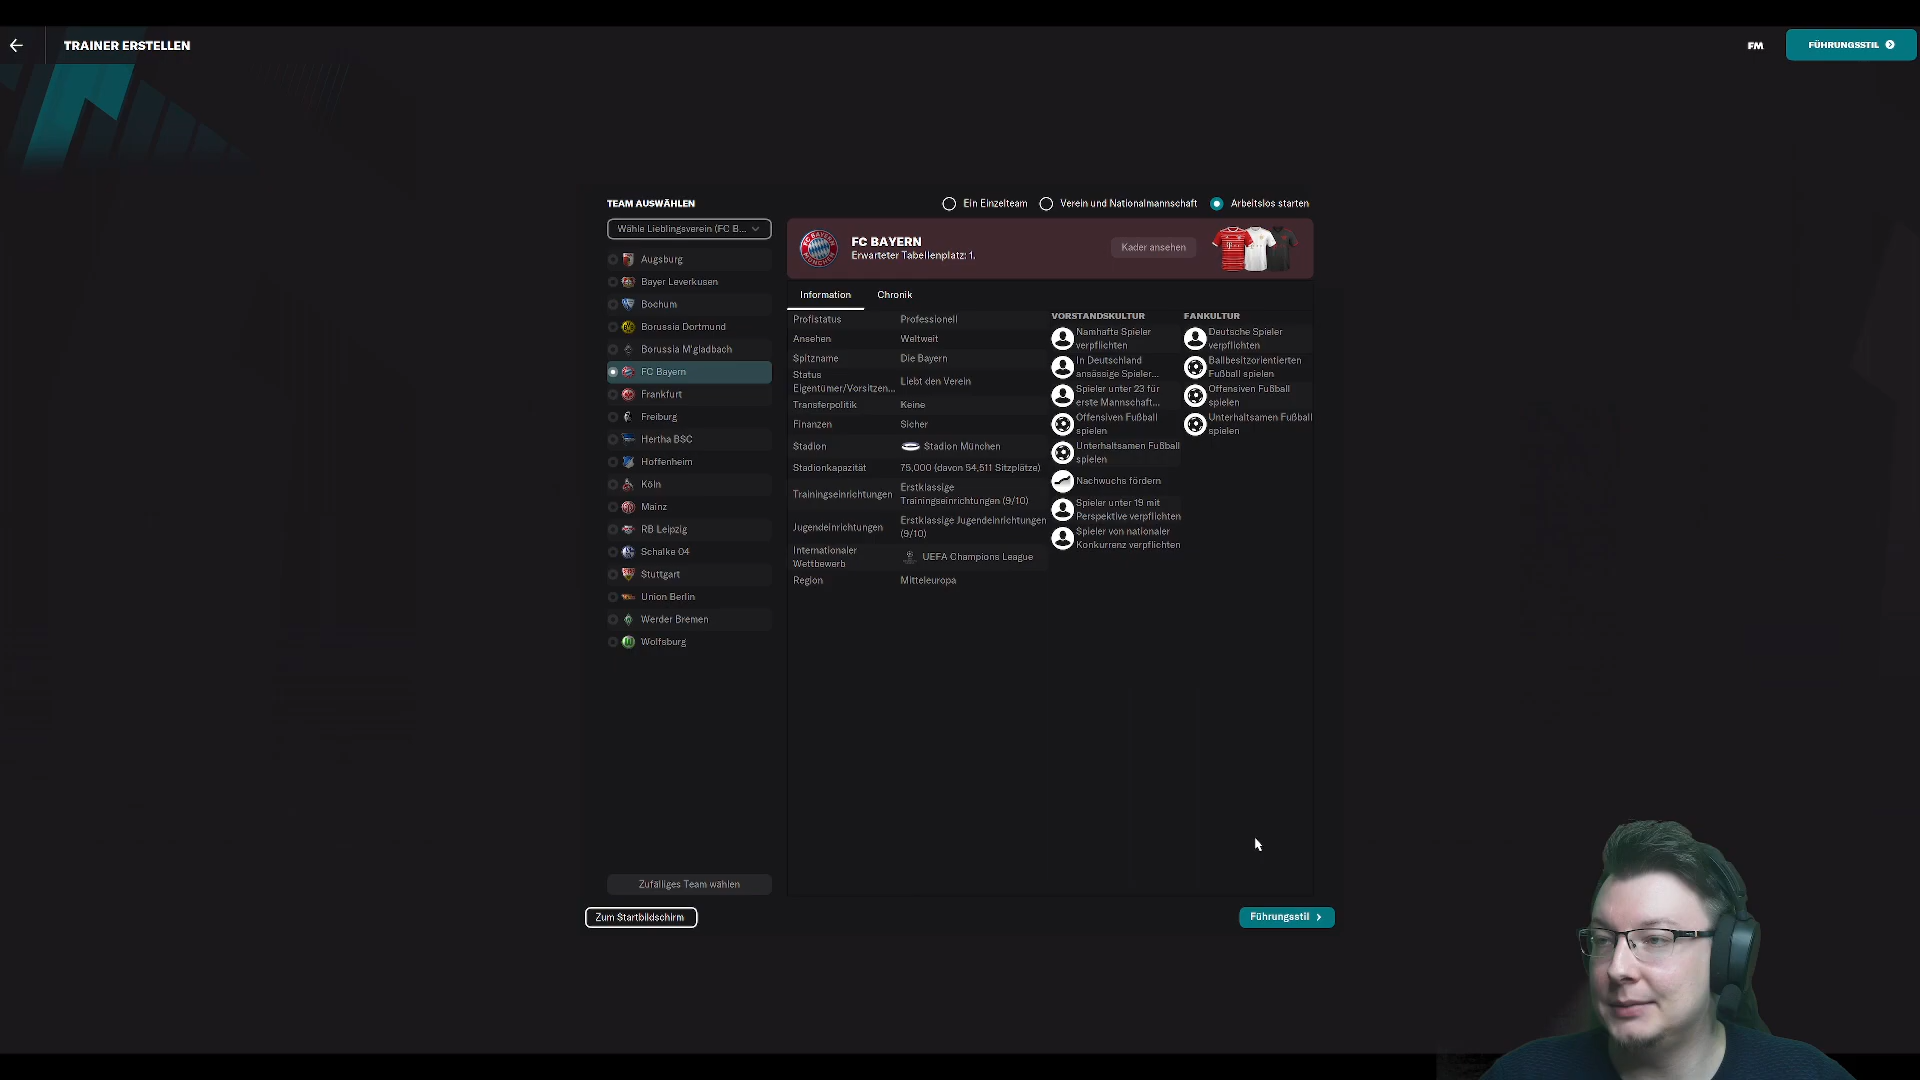 TRAINER ERSTELLEN
FM
FÜHRUNGSSTIL
TEAM AUSWÄHLEN
Ein Einzelteam
Verein und Nationalmannschaft
Arbeitslos starten
Wähle Lieblingsverein (FC B...
Augsburg
Bayer Leverkusen
Bochum
Borussia Dortmund
Borussia M'gladbach
FC Bayern
Frankfurt
Freiburg
Hertha BSC
Hoffenheim
Köln
Mainz
RB Leipzig
Schalke 04
Stuttgart
Union Berlin
Werder Bremen
Wolfsburg
Zufälliges Team wählen
Zum Startbildschirm
FC BAYERN
Erwarteter Tabellenplatz: 1.
Kader ansehen
Information
Chronik
Profistatus
Professionell
Ansehen
Weltweit
Spitzname
Die Bayern
Status
Eigentümer/Vorsitzen...
Liebt den Verein
Transferpolitik
Keine
Finanzen
Sicher
Stadion
Stadion München
Stadionkapazität
75,000 (davon 54,511 Sitzplätze)
Trainingseinrichtungen
Erstklassige
Trainingseinrichtungen (9/10)
Jugendeinrichtungen
Erstklassige Jugendeinrichtungen
(9/10)
Internationaler
Wettbewerb
UEFA Champions League
Region
Mitteleuropa
VORSTANDSKULTUR
Namhafte Spieler
verpflichten
In Deutschland
ansässige Spieler...
Spieler unter 23 für
erste Mannschaft...
Offensiven Fußball
spielen
Unterhaltsamen Fußball
spielen
Nachwuchs fördern
Spieler unter 19 mit
Perspektive verpflichten
Spieler von nationaler
Konkurrenz verpflichten
FANKULTUR
Deutsche Spieler
verpflichten
Ballbesitzorientierten
Fußball spielen
Offensiven Fußball
spielen
Unterhaltsamen Fußball
spielen
Führungsstil